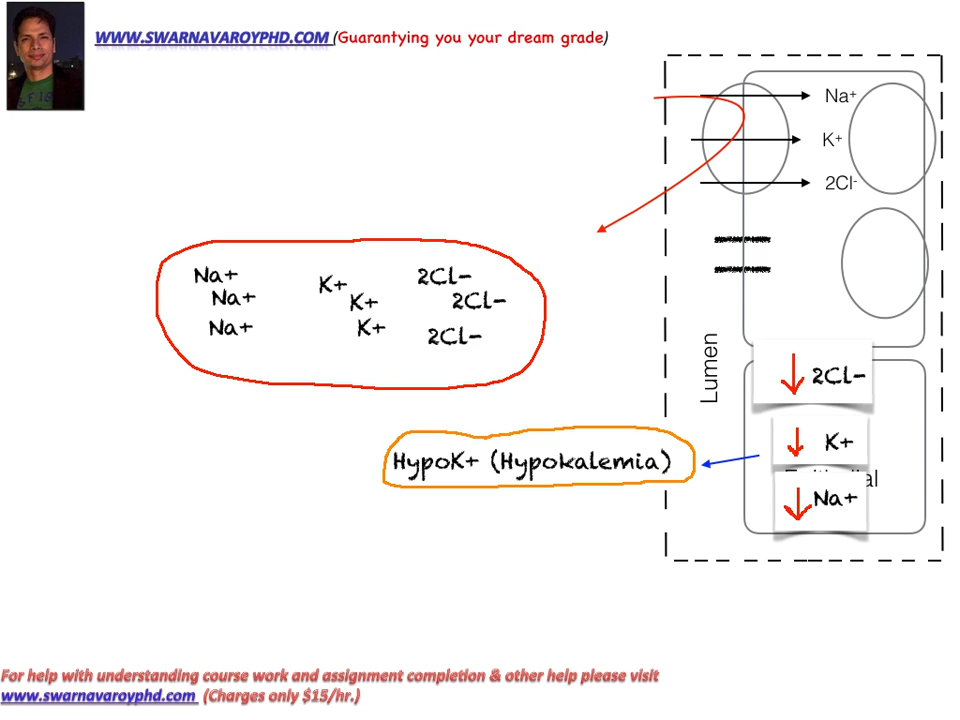 WWW.SWARNAVAROYPHD.COM (Guarantying you your dream grade)
Na+
K+
2Cl-
Na+ K+ 2Cl-
Na+ K+ 2Cl-
Na+ K+ 2Cl-
Lumen
2Cl-
K+
HypoK+ (Hypokalemia)
Na+
For help with understanding course work and assignment completion & other help please visit
www.swarnavaroyphd.com (Charges only $15/hr.)